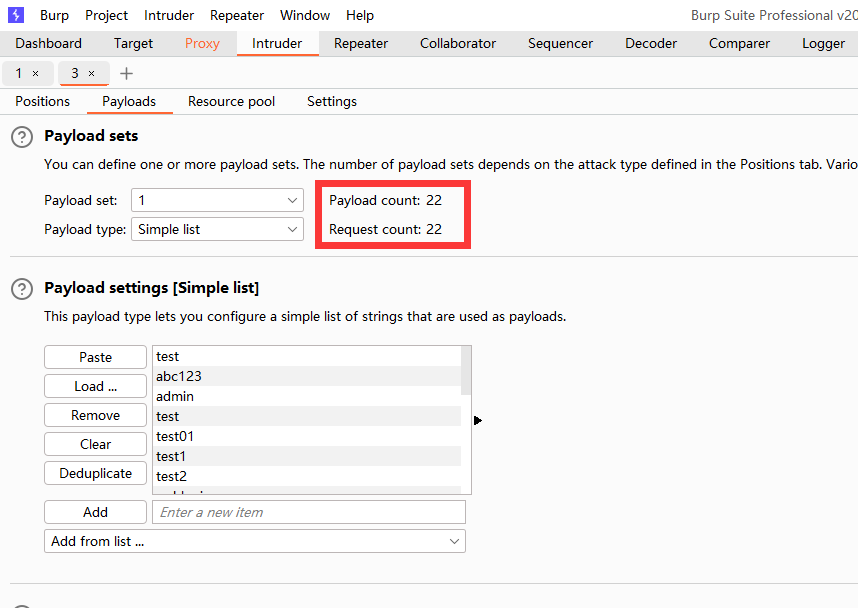 Burp Project Intruder Repeater Window Help Burp Suite Professional v20
Dashboard Target Proxy Intruder Repeater Collaborator Sequencer Decoder Comparer Logger
1 × 3 × +
Positions Payloads Resource pool Settings
? Payload sets
You can define one or more payload sets. The number of payload sets depends on the attack type defined in the Positions tab. Vario
Payload set: 1 Payload count: 22
Payload type: Simple list Request count: 22
? Payload settings [Simple list]
This payload type lets you configure a simple list of strings that are used as payloads.
Paste
Load ...
Remove
Clear
Deduplicate
test
abc123
admin
test
test01
test1
test2
Add Enter a new item
Add from list ...